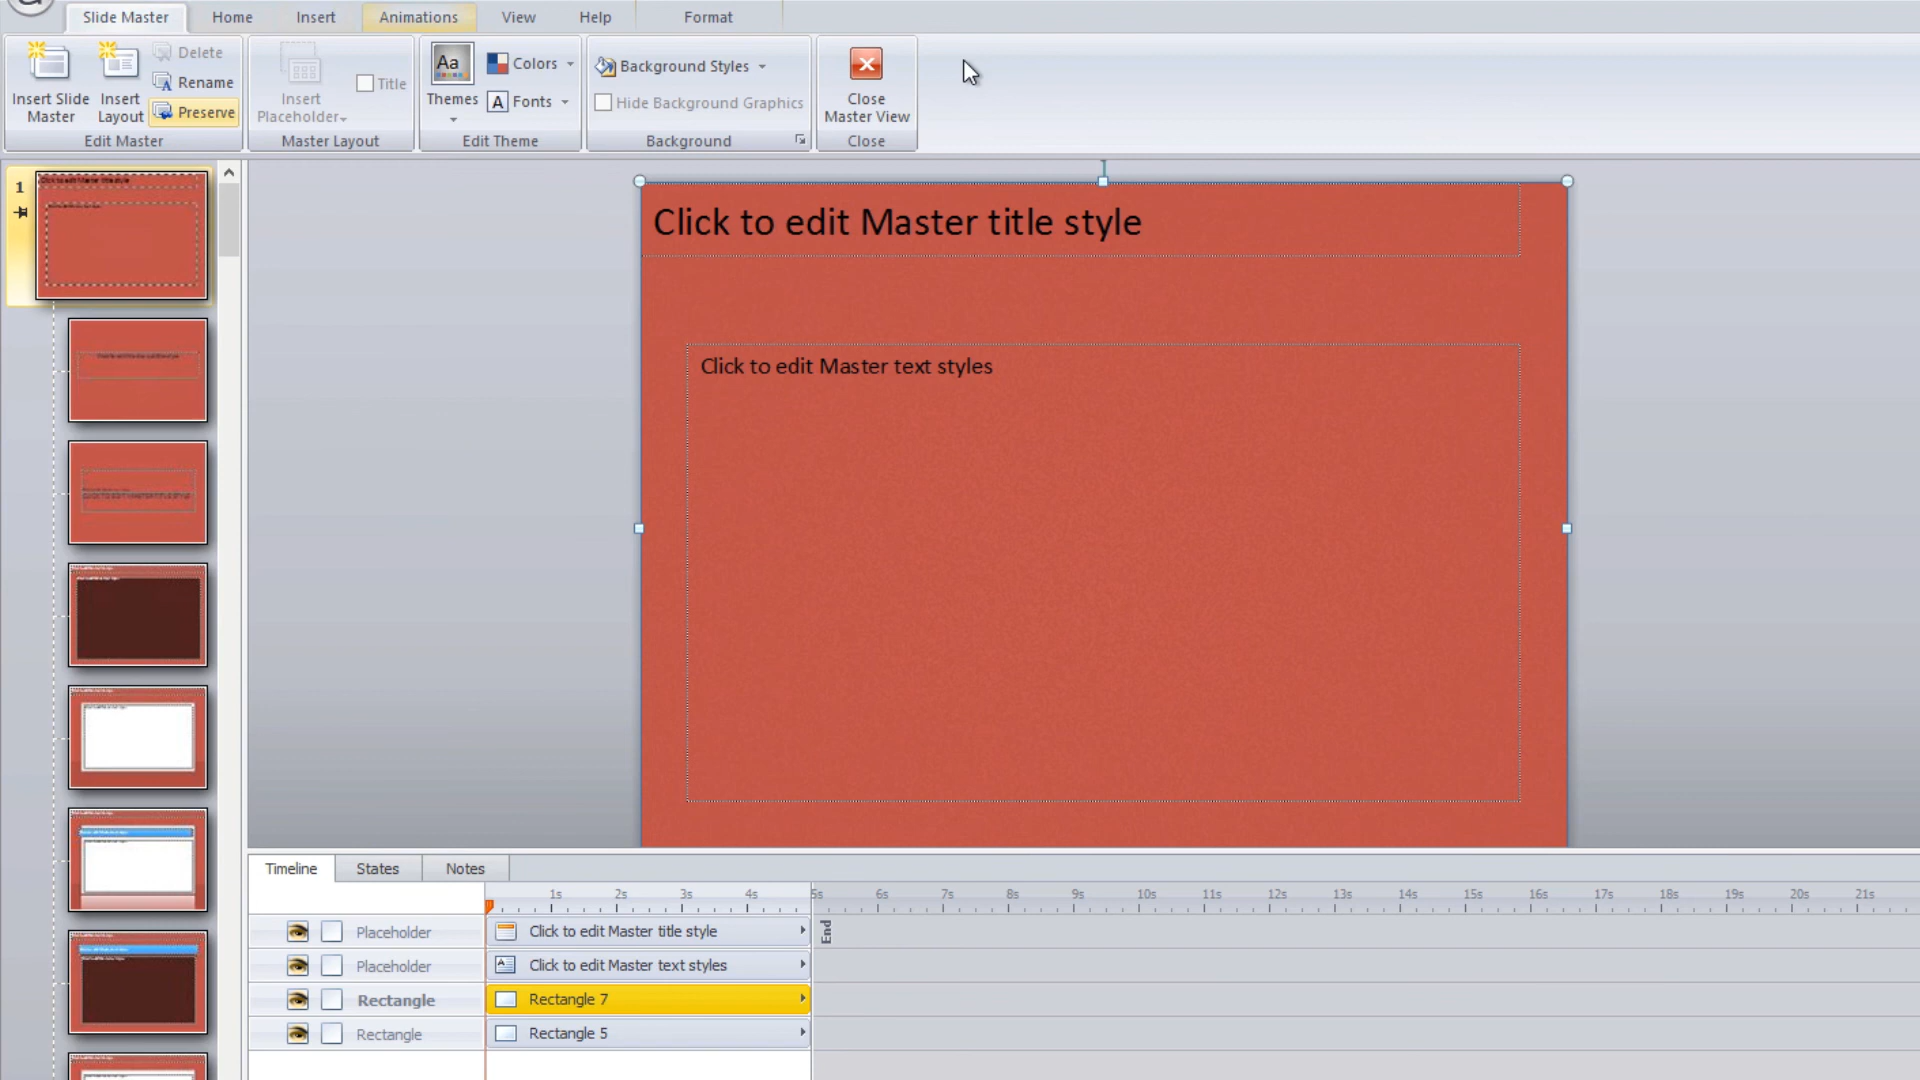 Slide Master Home Insert Animations View Help Format
Insert Slide Master
Insert Layout
Delete
Rename
Preserve
Edit Master
Insert Placeholder
Title
Master Layout
Aa
Themes
Colors
A Fonts
Edit Theme
Background Styles
Hide Background Graphics
Background
Close Master View
Close
1
Click to edit Master title style
Click to edit Master text styles
Timeline States Notes
1s 2s 3s 4s 5s 6s 7s 8s 9s 10s 11s 12s 13s 14s 15s 16s 17s 18s 19s 20s 21s
Placeholder Click to edit Master title style End
Placeholder Click to edit Master text styles
Rectangle Rectangle 7
Rectangle Rectangle 5